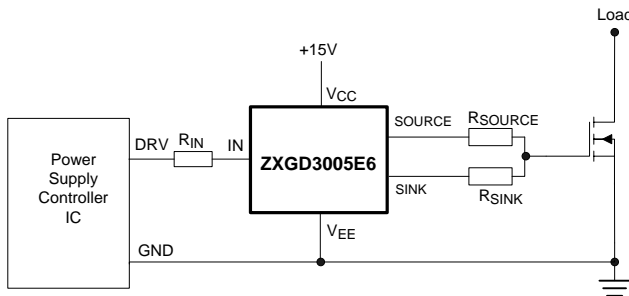 Load
+15V
VCC
SOURCE
RSOURCE
DRV
RIN
IN
ZXGD3005E6
Power
Supply
Controller
IC
SINK
RSINK
VEE
GND